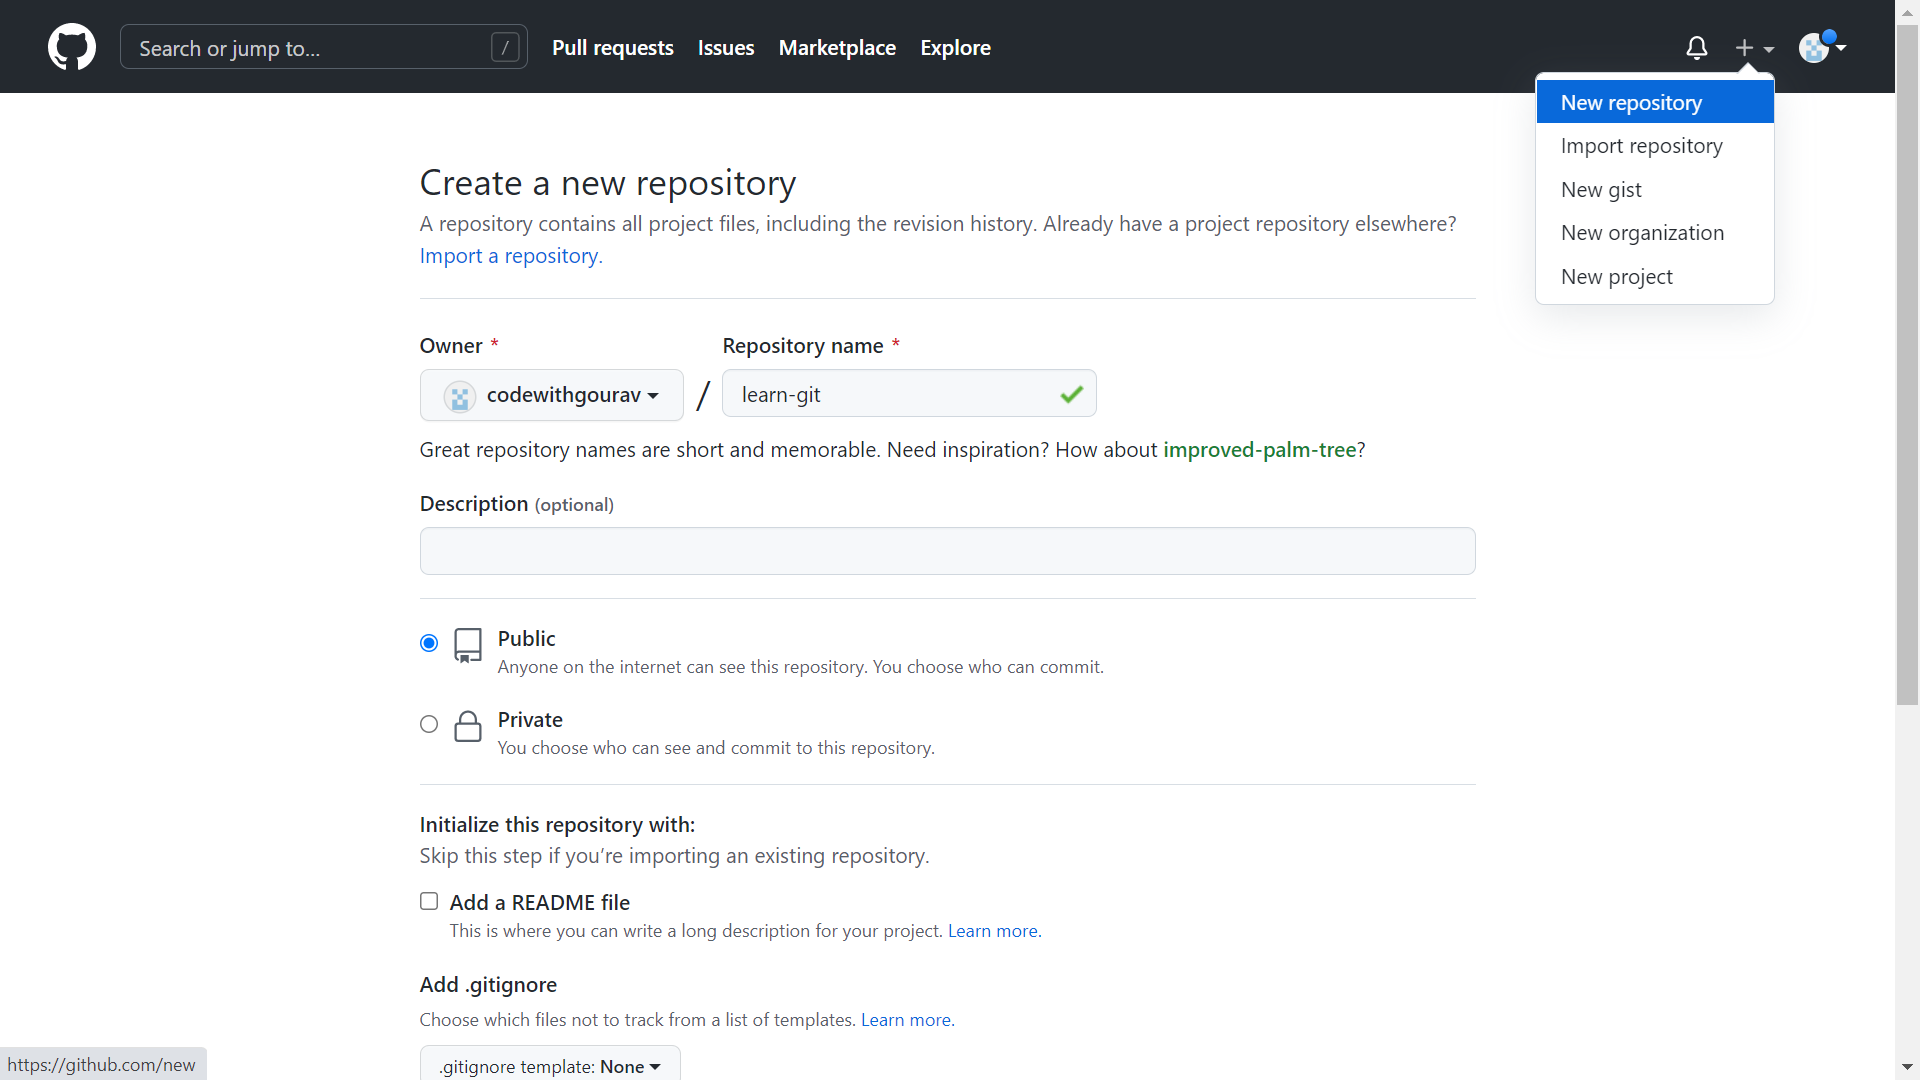 Search or jump to...
/
Pull requests
Issues
Marketplace
Explore
New repository
Import repository
New gist
New organization
New project
Create a new repository
A repository contains all project files, including the revision history. Already have a project repository elsewhere?
Import a repository.
Owner *
Repository name *
codewithgourav
/
learn-git
Great repository names are short and memorable. Need inspiration? How about improved-palm-tree?
Description (optional)
Public
Anyone on the internet can see this repository. You choose who can commit.
Private
You choose who can see and commit to this repository.
Initialize this repository with:
Skip this step if you’re importing an existing repository.
Add a README file
This is where you can write a long description for your project. Learn more.
Add .gitignore
Choose which files not to track from a list of templates. Learn more.
.gitignore template: None
https://github.com/new